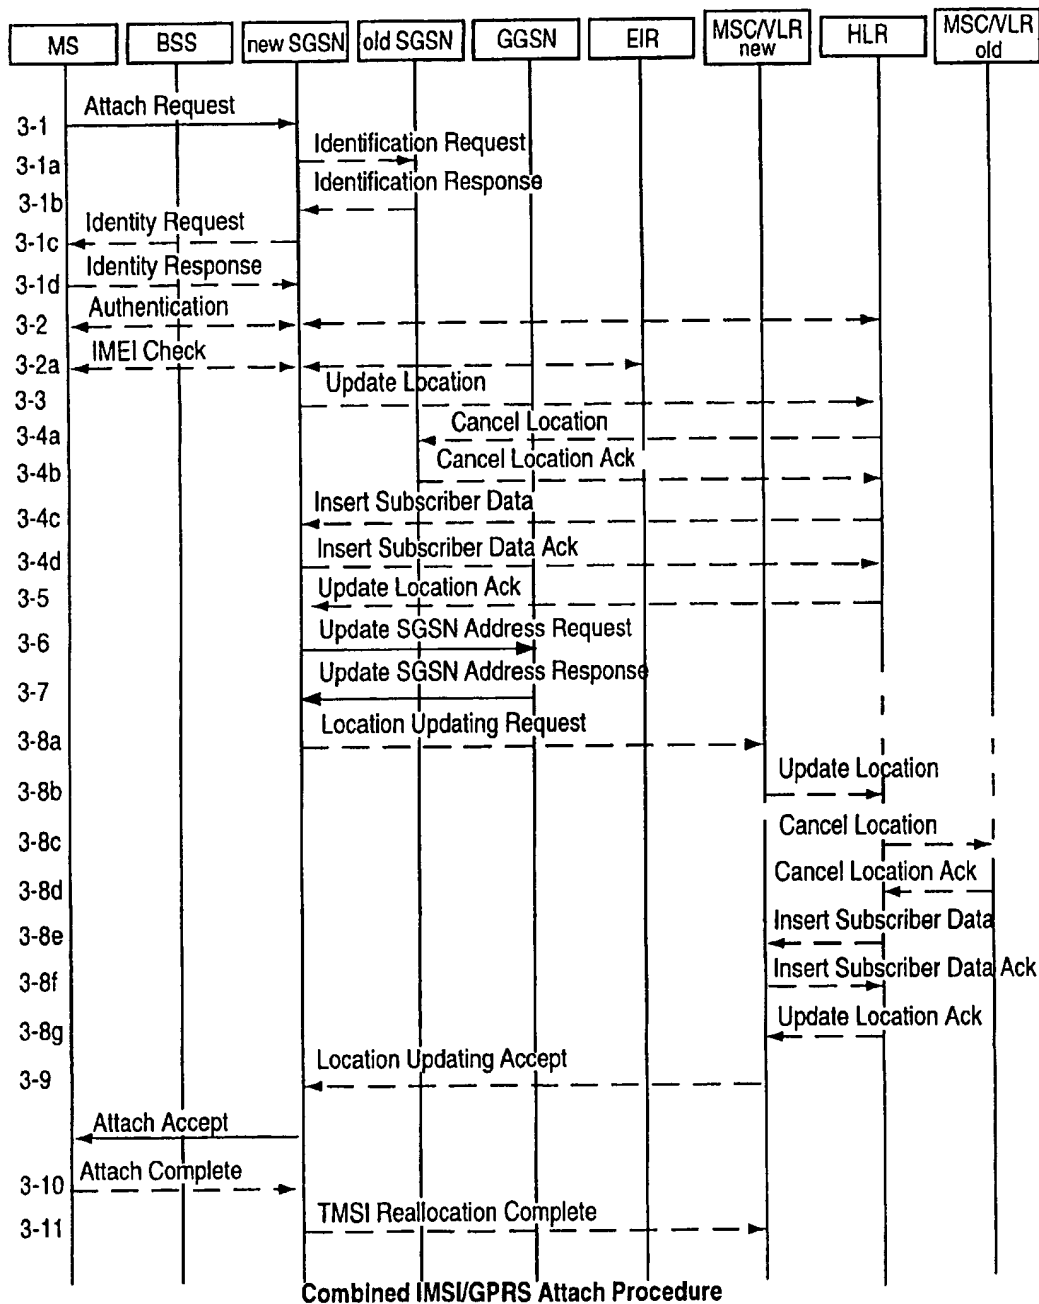 MS BSS new SGSN old SGSN GGSN EIR MSC/VLR new HLR MSC/VLR old
Attach Request
3-1
Identification Request
3-1a
Identification Response
3-1b
Identity Request
3-1c
Identity Response
3-1d
Authentication
3-2
IMEI Check
3-2a
Update Location
3-3
Cancel Location
3-4a
Cancel Location Ack
3-4b
Insert Subscriber Data
3-4c
Insert Subscriber Data Ack
3-4d
Update Location Ack
3-5
Update SGSN Address Request
3-6
Update SGSN Address Response
3-7
Location Updating Request
3-8a
Update Location
3-8b
Cancel Location
3-8c
Cancel Location Ack
3-8d
Insert Subscriber Data
3-8e
Insert Subscriber Data Ack
3-8f
Update Location Ack
3-8g
Location Updating Accept
3-9
Attach Accept
Attach Complete
3-10
TMSI Reallocation Complete
3-11
Combined IMSI/GPRS Attach Procedure